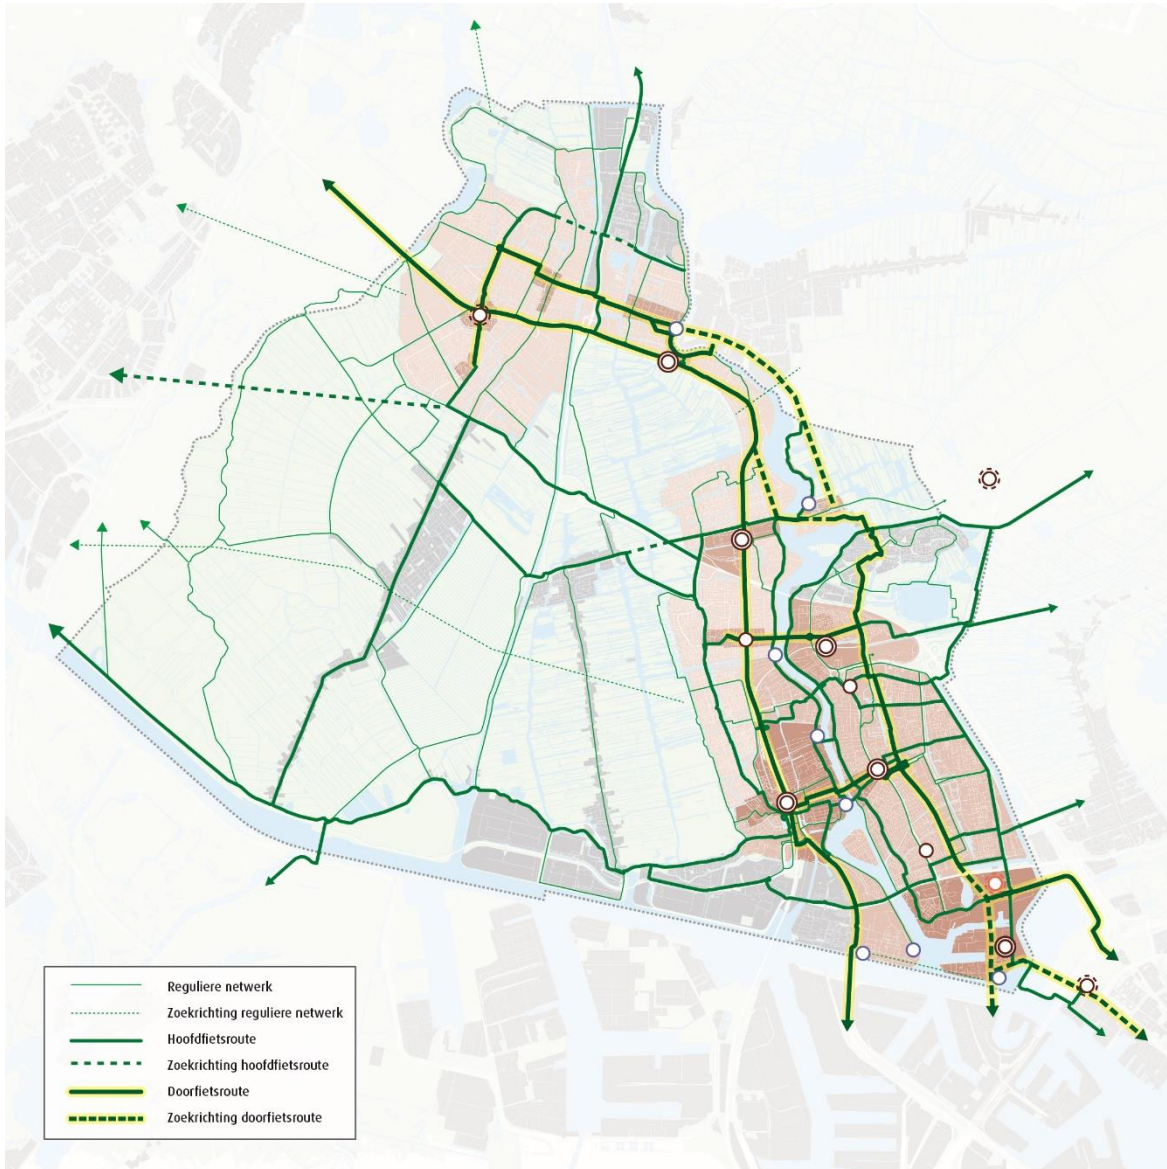 Reguliere netwerk
Zoekrichting reguliere netwerk
Hoofdfietsroute
Zoekrichting hoofdfietsroute
Doorfietsroute
Zoekrichting doorfietsroute